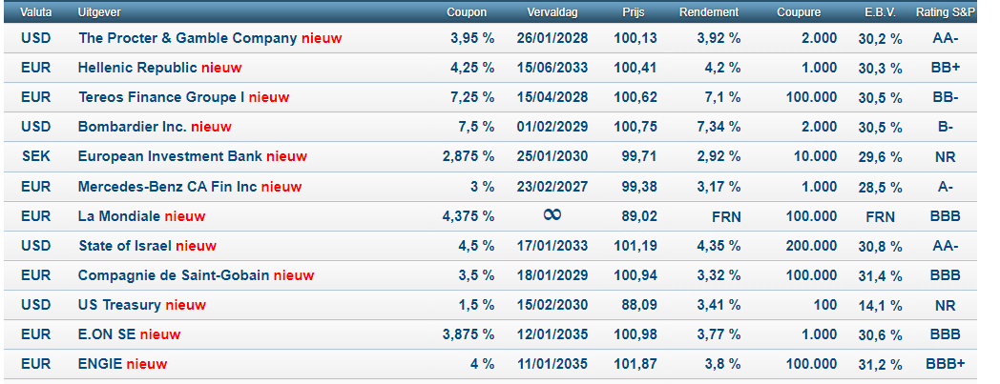 Valuta Uitgever Coupon Vervaldag Prijs Rendement Coupure E.B.V. Rating S&P
USD The Procter & Gamble Company nieuw 3,95 % 26/01/2028 100,13 3,92 % 2.000 30,2 % AA-
EUR Hellenic Republic nieuw 4,25 % 15/06/2033 100,41 4,2 % 1.000 30,3 % BB+
EUR Tereos Finance Groupe I nieuw 7,25 % 15/04/2028 100,62 7,1 % 100.000 30,5 % BB-
USD Bombardier Inc. nieuw 7,5 % 01/02/2029 100,75 7,34 % 2.000 30,5 % B-
SEK European Investment Bank nieuw 2,875 % 25/01/2030 99,71 2,92 % 10.000 29,6 % NR
EUR Mercedes-Benz CA Fin Inc nieuw 3 % 23/02/2027 99,38 3,17 % 1.000 28,5 % A-
EUR La Mondiale nieuw 4,375 % ∞ 89,02 FRN 100.000 FRN BBB
USD State of Israel nieuw 4,5 % 17/01/2033 101,19 4,35 % 200.000 30,8 % AA-
EUR Compagnie de Saint-Gobain nieuw 3,5 % 18/01/2029 100,94 3,32 % 100.000 31,4 % BBB
USD US Treasury nieuw 1,5 % 15/02/2030 88,09 3,41 % 100 14,1 % NR
EUR E.ON SE nieuw 3,875 % 12/01/2035 100,98 3,77 % 1.000 30,6 % BBB
EUR ENGIE nieuw 4 % 11/01/2035 101,87 3,8 % 100.000 31,2 % BBB+